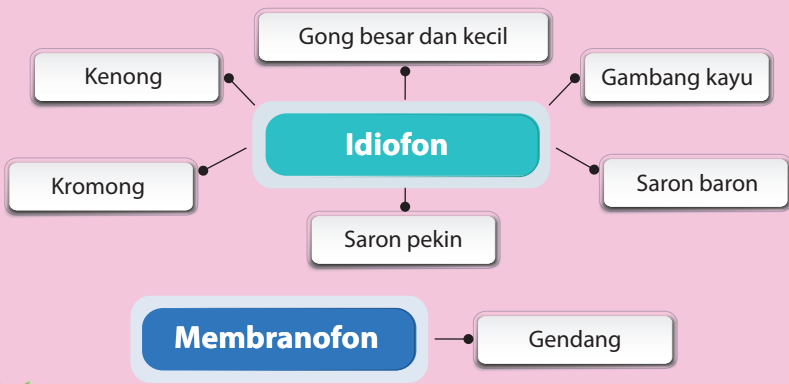 Gong besar dan kecil
Kenong
Gambang kayu
Idiofon
Kromong
Saron baron
Saron pekin
Membranofon
Gendang